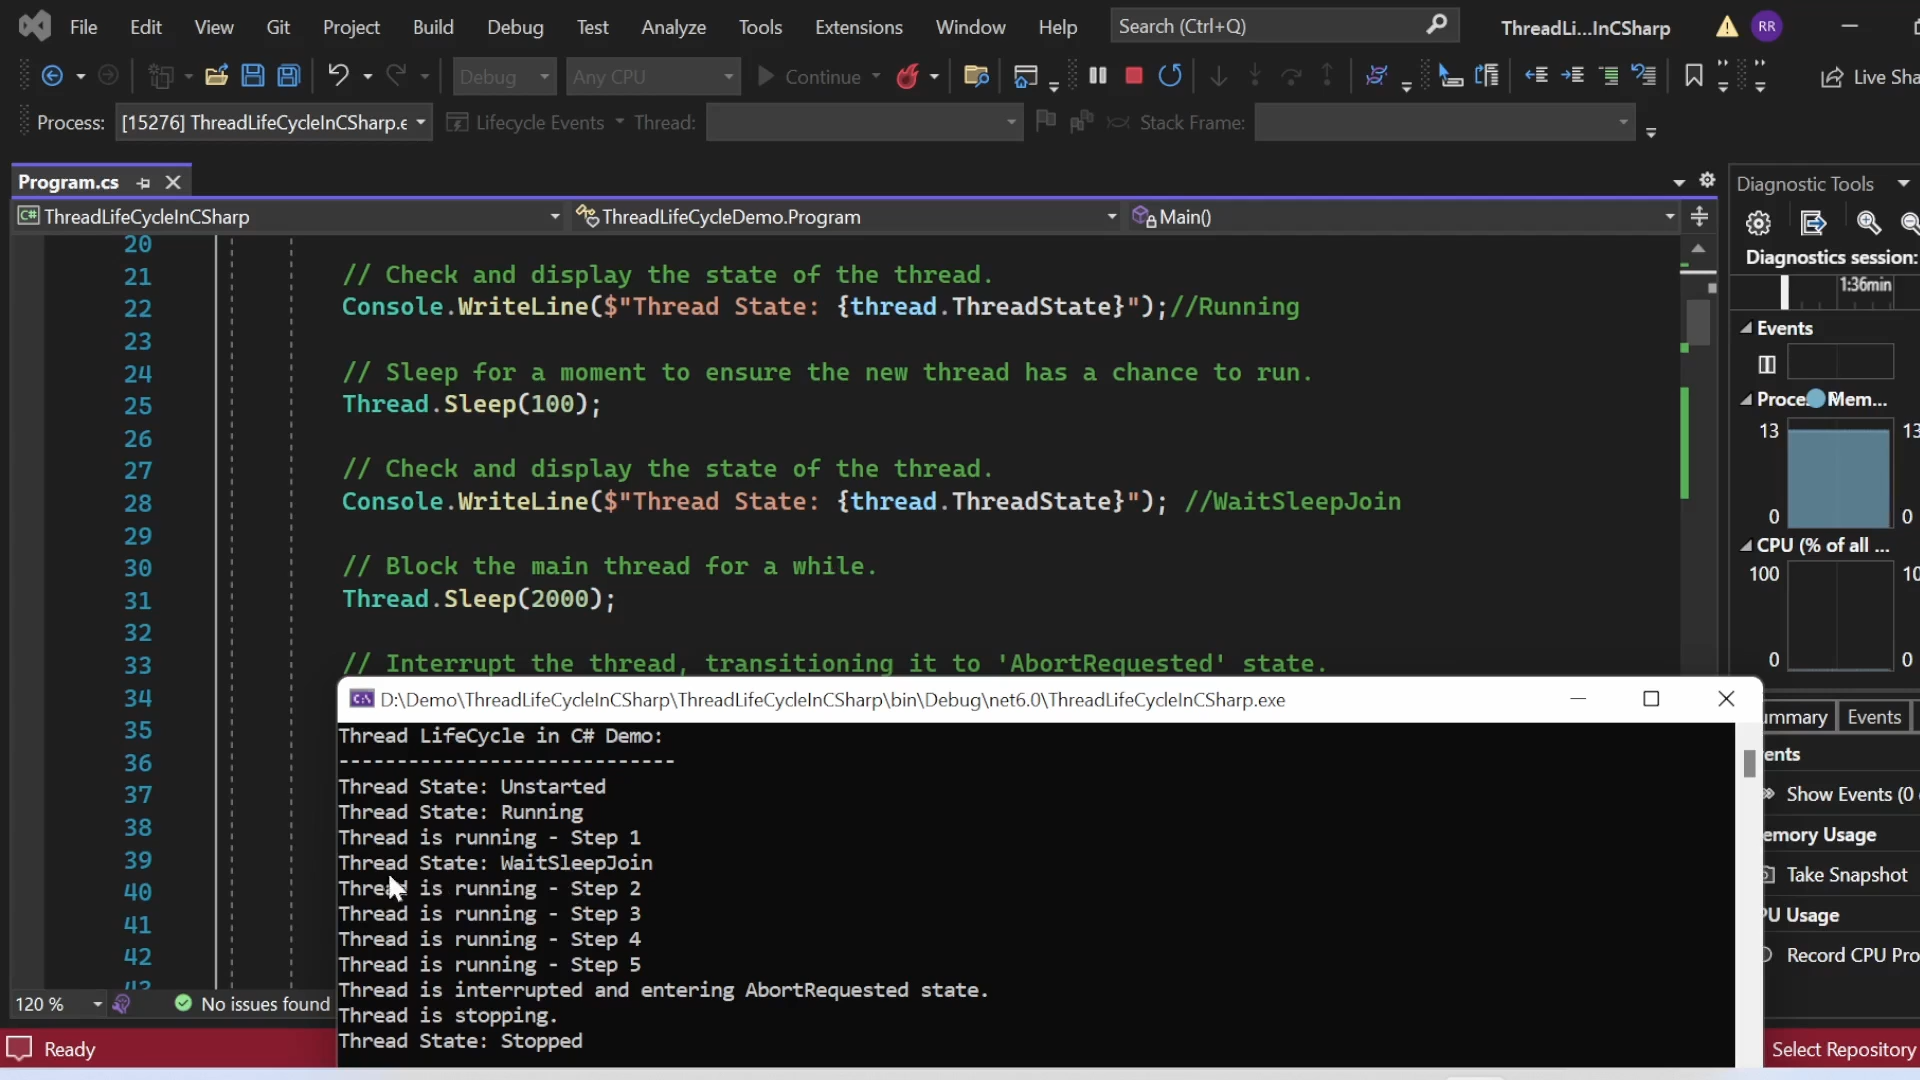 File Edit View Git Project Build Debug Test Analyze Tools Extensions Window Help Search (Ctrl+Q) ThreadLi...InCSharp RR
Debug Any CPU Continue Live Sha
Process: [15276] ThreadLifeCycleInCSharp.e Lifecycle Events Thread: Stack Frame:
Program.cs
Diagnostic Tools
C# ThreadLifeCycleInCSharp ThreadLifeCycleDemo.Program Main()
Diagnostics session:
1:36min
Events
Proce... Mem...
13 13
0 0
CPU (% of all ...
100 10
0 0
20
21 // Check and display the state of the thread.
22 Console.WriteLine($"Thread State: {thread.ThreadState}");//Running
23
24 // Sleep for a moment to ensure the new thread has a chance to run.
25 Thread.Sleep(100);
26
27 // Check and display the state of the thread.
28 Console.WriteLine($"Thread State: {thread.ThreadState}"); //WaitSleepJoin
29
30 // Block the main thread for a while.
31 Thread.Sleep(2000);
32
33 // Interrupt the thread, transitioning it to 'AbortRequested' state.
34
35
36
37
38
39
40
41
42
D:\Demo\ThreadLifeCycleInCSharp\ThreadLifeCycleInCSharp\bin\Debug\net6.0\ThreadLifeCycleInCSharp.exe
Thread LifeCycle in C# Demo:
-----------------------------
Thread State: Unstarted
Thread State: Running
Thread is running - Step 1
Thread State: WaitSleepJoin
Thread is running - Step 2
Thread is running - Step 3
Thread is running - Step 4
Thread is running - Step 5
Thread is interrupted and entering AbortRequested state.
Thread is stopping.
Thread State: Stopped
ummary Events
ents
Show Events (0
emory Usage
Take Snapshot
PU Usage
Record CPU Pro
120 % No issues found
Ready
Select Repository